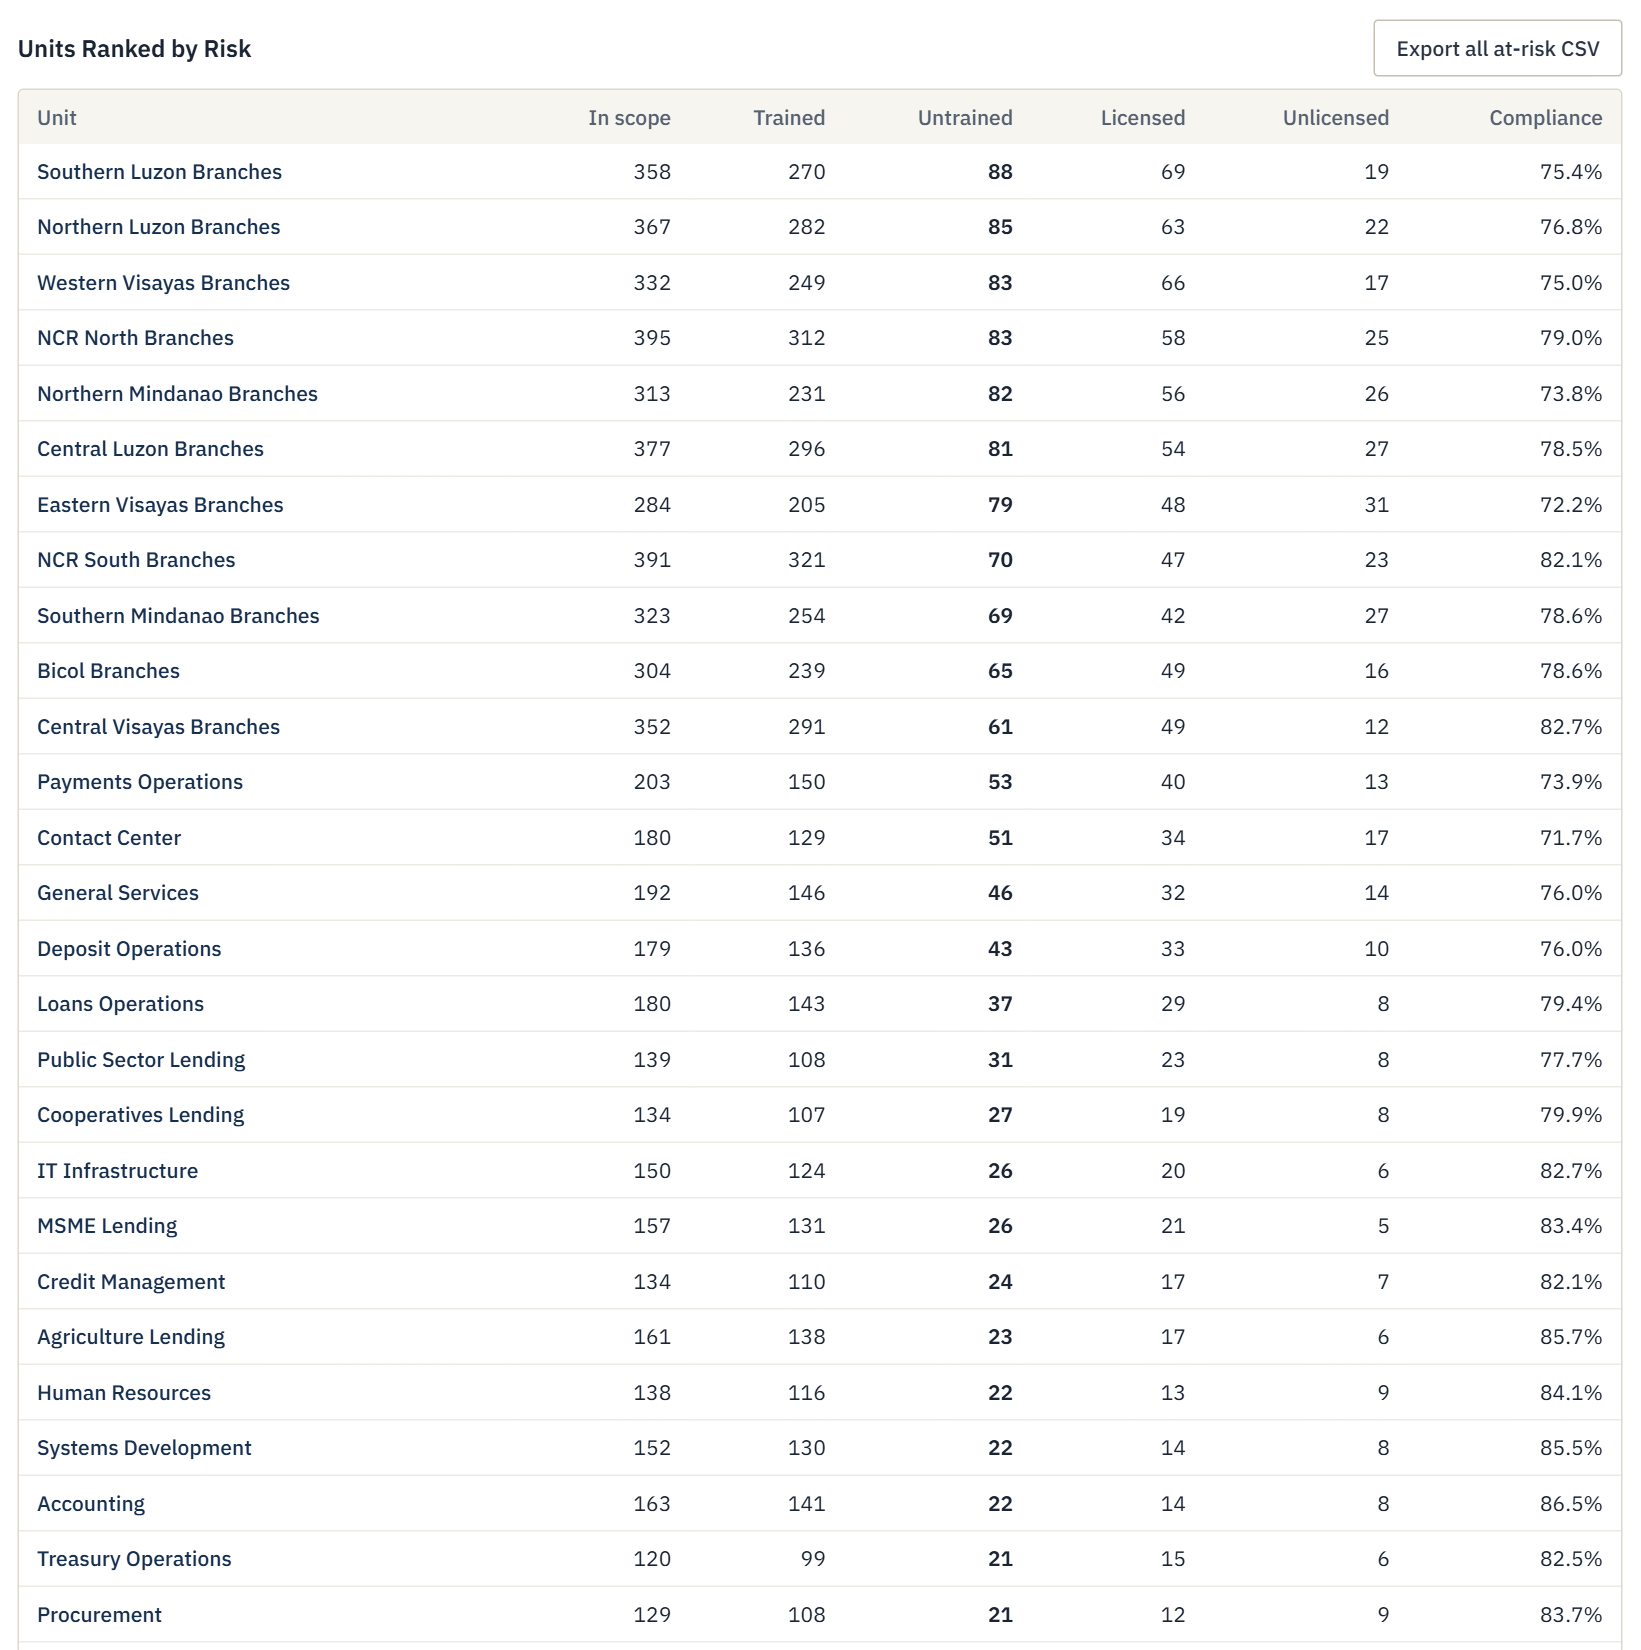 Units Ranked by Risk
Export all at-risk CSV
Unit In scope Trained Untrained Licensed Unlicensed Compliance
Southern Luzon Branches 358 270 88 69 19 75.4%
Northern Luzon Branches 367 282 85 63 22 76.8%
Western Visayas Branches 332 249 83 66 17 75.0%
NCR North Branches 395 312 83 58 25 79.0%
Northern Mindanao Branches 313 231 82 56 26 73.8%
Central Luzon Branches 377 296 81 54 27 78.5%
Eastern Visayas Branches 284 205 79 48 31 72.2%
NCR South Branches 391 321 70 47 23 82.1%
Southern Mindanao Branches 323 254 69 42 27 78.6%
Bicol Branches 304 239 65 49 16 78.6%
Central Visayas Branches 352 291 61 49 12 82.7%
Payments Operations 203 150 53 40 13 73.9%
Contact Center 180 129 51 34 17 71.7%
General Services 192 146 46 32 14 76.0%
Deposit Operations 179 136 43 33 10 76.0%
Loans Operations 180 143 37 29 8 79.4%
Public Sector Lending 139 108 31 23 8 77.7%
Cooperatives Lending 134 107 27 19 8 79.9%
IT Infrastructure 150 124 26 20 6 82.7%
MSME Lending 157 131 26 21 5 83.4%
Credit Management 134 110 24 17 7 82.1%
Agriculture Lending 161 138 23 17 6 85.7%
Human Resources 138 116 22 13 9 84.1%
Systems Development 152 130 22 14 8 85.5%
Accounting 163 141 22 14 8 86.5%
Treasury Operations 120 99 21 15 6 82.5%
Procurement 129 108 21 12 9 83.7%